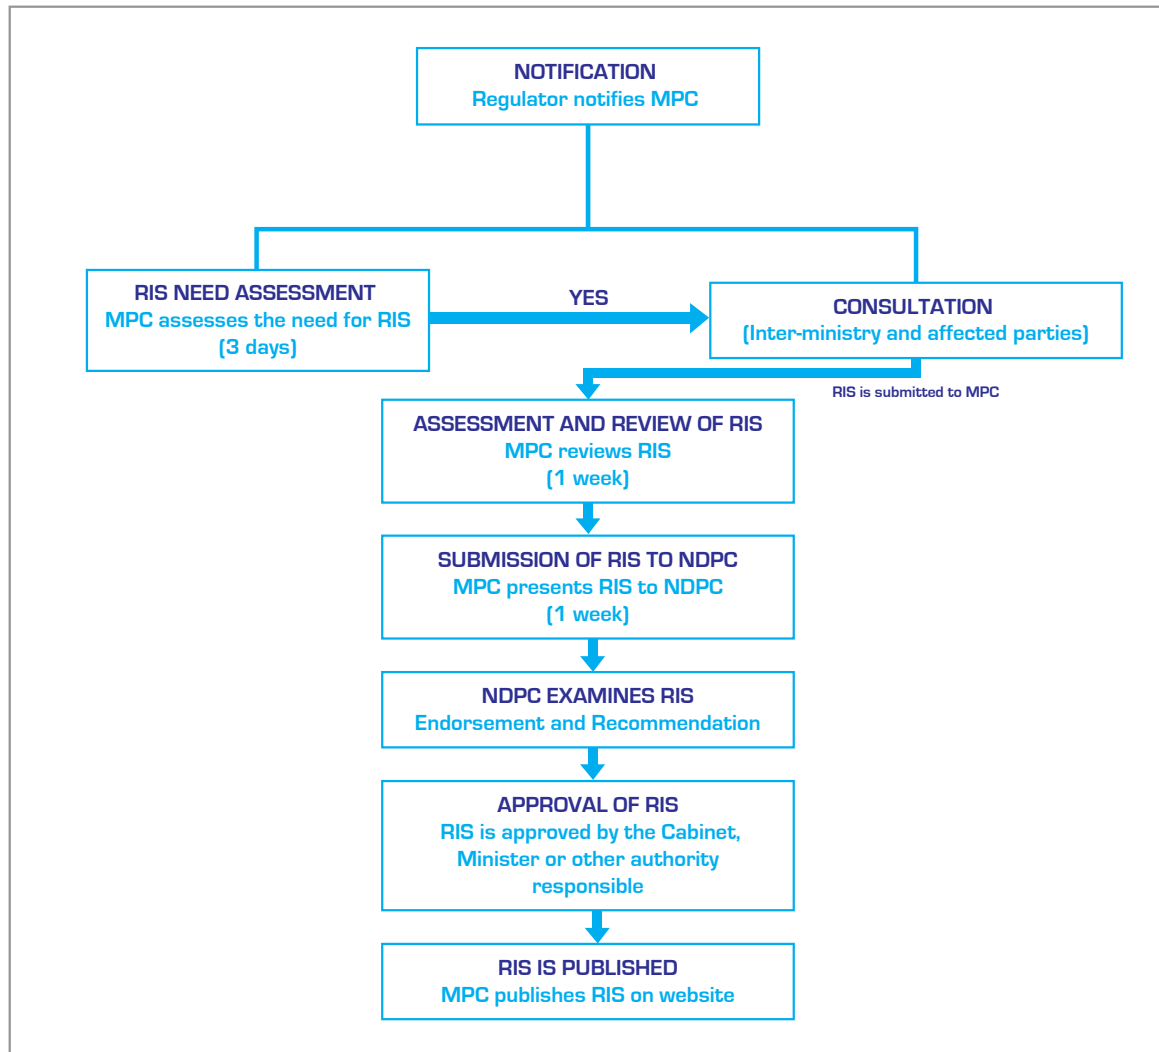 NOTIFICATION
Regulator notifies MPC
RIS NEED ASSESSMENT
MPC assesses the need for RIS
(3 days)
YES
CONSULTATION
(Inter-ministry and affected parties)
RIS is submitted to MPC
ASSESSMENT AND REVIEW OF RIS
MPC reviews RIS
(1 week)
SUBMISSION OF RIS TO NDPC
MPC presents RIS to NDPC
(1 week)
NDPC EXAMINES RIS
Endorsement and Recommendation
APPROVAL OF RIS
RIS is approved by the Cabinet,
Minister or other authority
responsible
RIS IS PUBLISHED
MPC publishes RIS on website